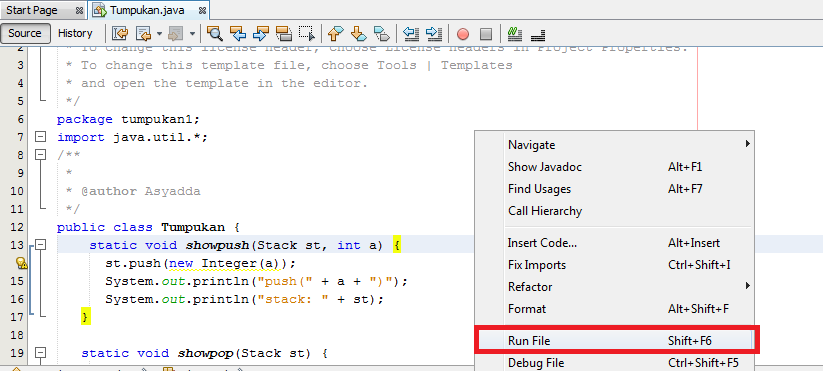 Start Page
Tumpukan.java
Source History
2 * To change this license header, choose License Headers in Project Properties.
3 * To change this template file, choose Tools | Templates
4 * and open the template in the editor.
5 */
6 package tumpukan1;
7 import java.util.*;
8 /**
9 *
10 * @author Asyadda
11 */
12 public class Tumpukan {
13 static void showpush(Stack st, int a) {
st.push(new Integer(a));
15 System.out.println("push(" + a + ")");
16 System.out.println("stack: " + st);
17 }
18
19 static void showpop(Stack st) {
Navigate
Show Javadoc Alt+F1
Find Usages Alt+F7
Call Hierarchy
Insert Code... Alt+Insert
Fix Imports Ctrl+Shift+I
Refactor
Format Alt+Shift+F
Run File Shift+F6
Debug File Ctrl+Shift+F5